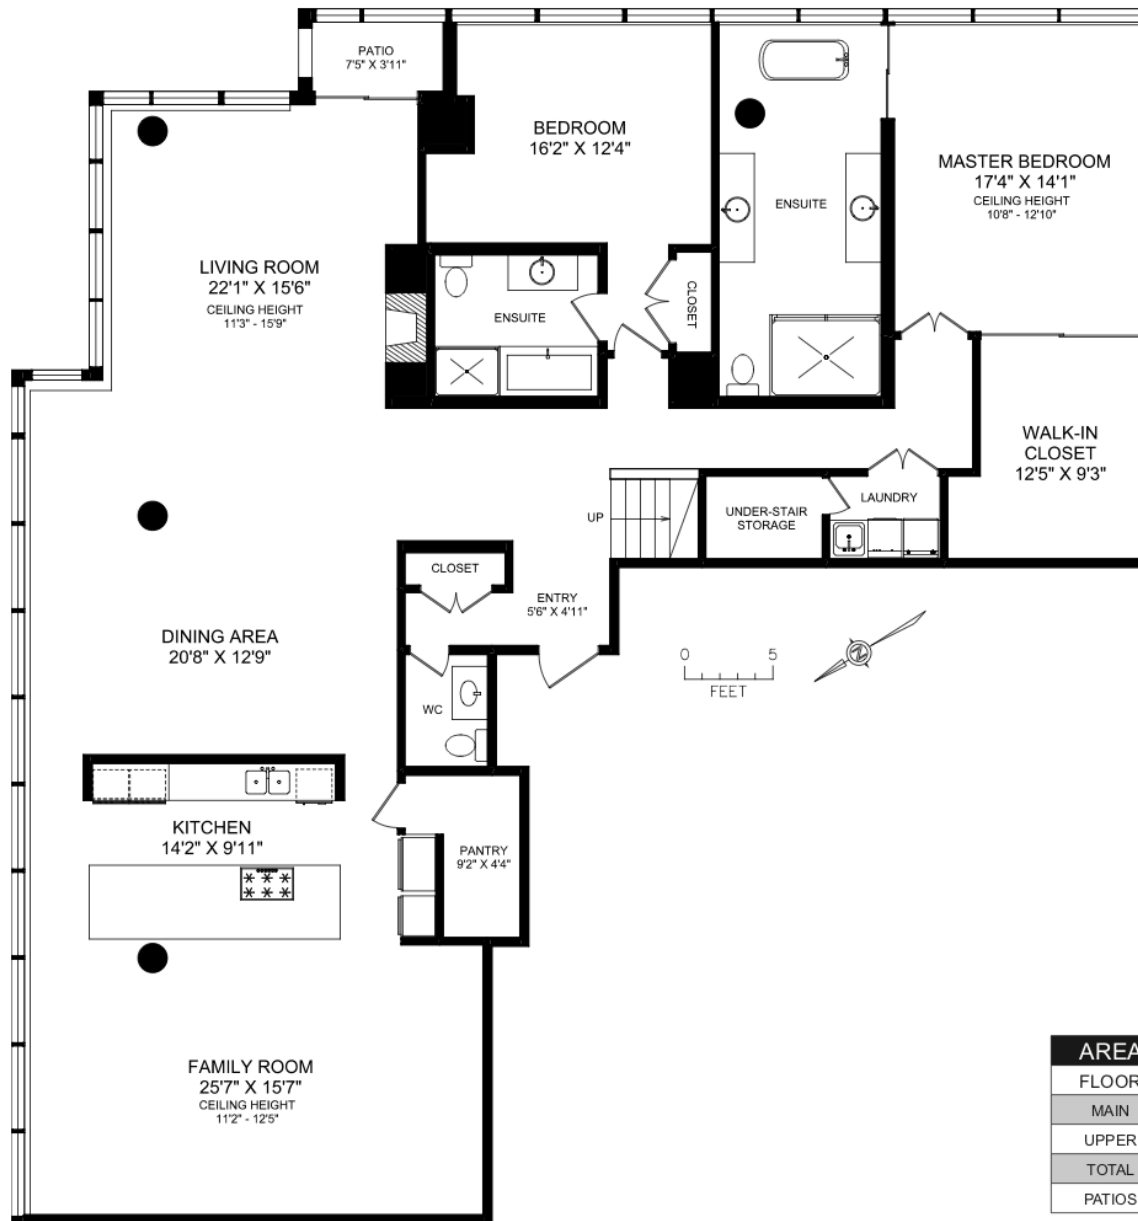 PATIO
7'5" X 3'11"
BEDROOM
16'2" X 12'4"
MASTER BEDROOM
17'4" X 14'1"
CEILING HEIGHT
10'8" - 12'10"
ENSUITE
LIVING ROOM
22'1" X 15'6"
CEILING HEIGHT
11'3" - 15'9"
ENSUITE
CLOSET
WALK-IN
CLOSET
12'5" X 9'3"
UP
UNDER-STAIR
STORAGE
LAUNDRY
CLOSET
ENTRY
5'6" X 4'11"
DINING AREA
20'8" X 12'9"
0 5
FEET
N
WC
KITCHEN
14'2" X 9'11"
PANTRY
9'2" X 4'4"
FAMILY ROOM
25'7" X 15'7"
CEILING HEIGHT
11'2" - 12'5"
AREA
FLOOR
MAIN
UPPER
TOTAL
PATIOS